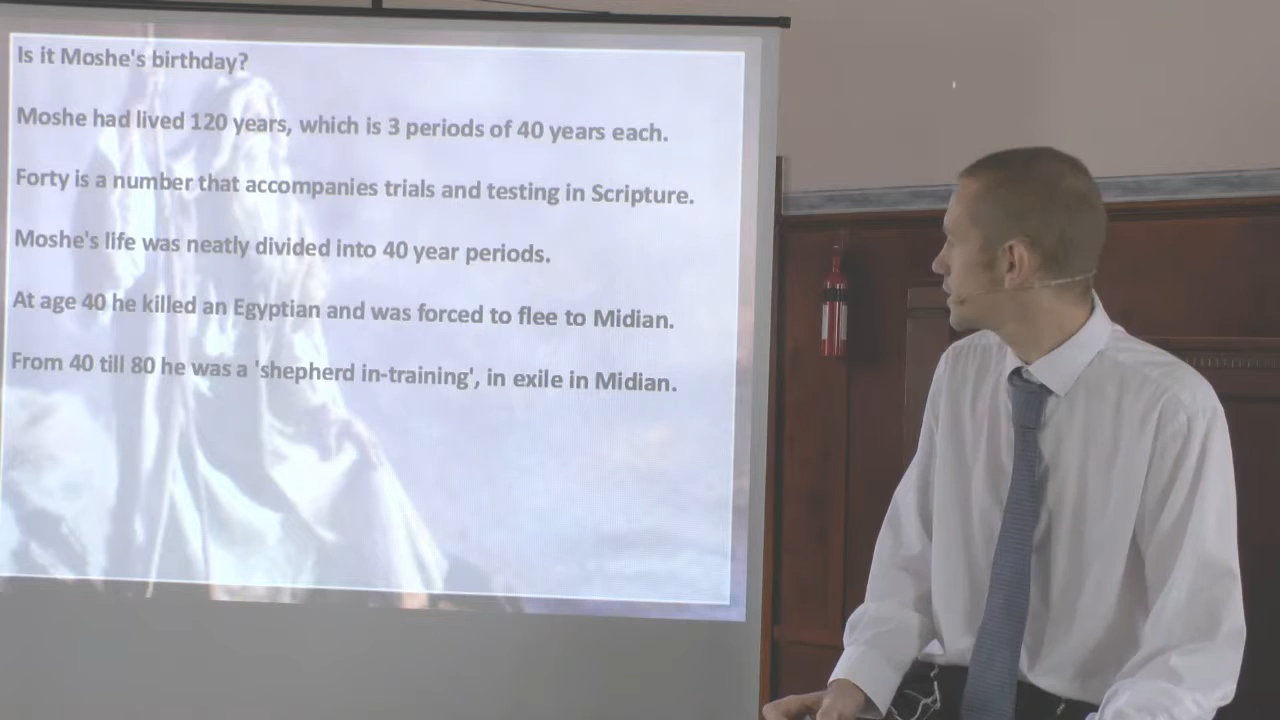 Is it Moshe's birthday?
Moshe had lived 120 years, which is 3 periods of 40 years each.
Forty is a number that accompanies trials and testing in Scripture.
Moshe's life was neatly divided into 40 year periods.
At age 40 he killed an Egyptian and was forced to flee to Midian.
From 40 till 80 he was a 'shepherd in-training', in exile in Midian.